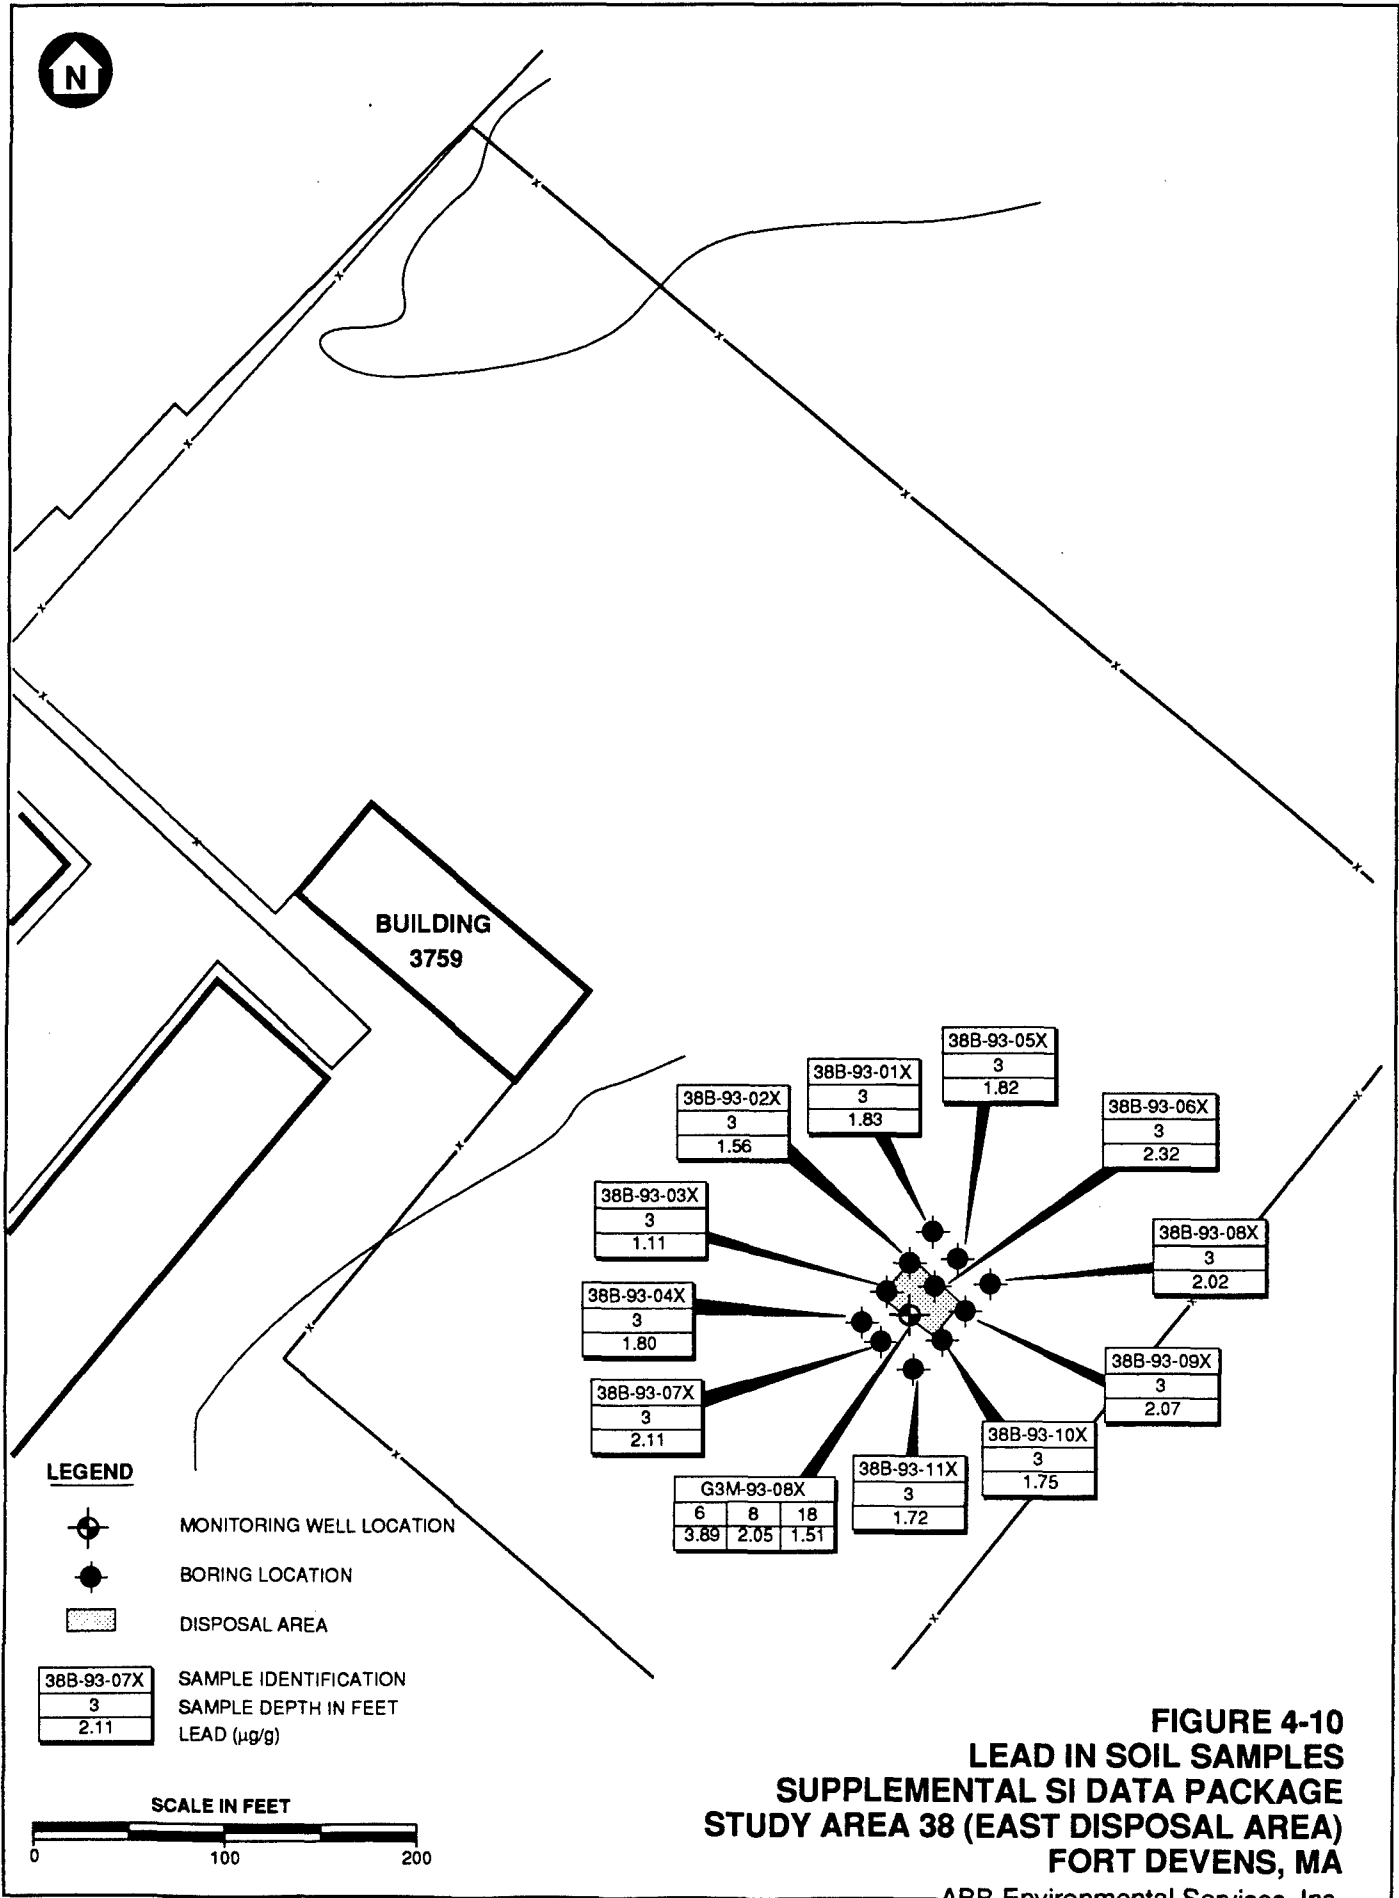 N
BUILDING
3759
38B-93-05X
3
1.82
38B-93-01X
3
1.83
38B-93-02X
3
1.56
38B-93-06X
3
2.32
38B-93-03X
3
1.11
38B-93-08X
3
2.02
38B-93-04X
3
1.80
38B-93-09X
3
2.07
38B-93-07X
3
2.11
38B-93-10X
3
1.75
38B-93-11X
3
1.72
G3M-93-08X
6 8 18
3.89 2.05 1.51
LEGEND
MONITORING WELL LOCATION
BORING LOCATION
DISPOSAL AREA
38B-93-07X SAMPLE IDENTIFICATION
3 SAMPLE DEPTH IN FEET
2.11 LEAD (µg/g)
SCALE IN FEET
0 100 200
FIGURE 4-10
LEAD IN SOIL SAMPLES
SUPPLEMENTAL SI DATA PACKAGE
STUDY AREA 38 (EAST DISPOSAL AREA)
FORT DEVENS, MA
ABB Environmental Services, Inc.